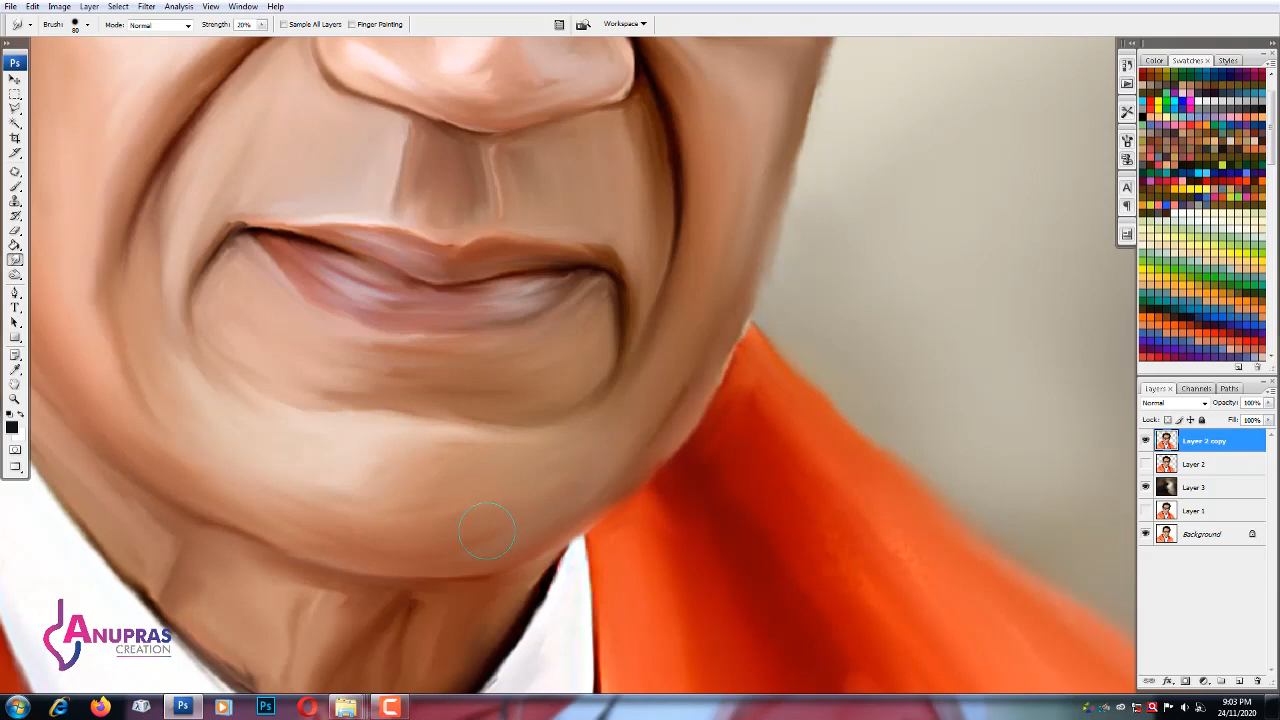 File Edit Image Layer Select Filter Analysis View Window Help
Brush: 80 Mode: Normal Strength: 20% Sample All Layers Finger Painting Workspace
Ps
Color Swatches Styles
Layers Channels Paths
Normal Opacity: 100%
Lock: Fill: 100%
Layer 2 copy
Layer 2
Layer 3
Layer 1
Background
ANUPRAS
CREATION
9:03 PM
24/11/2020